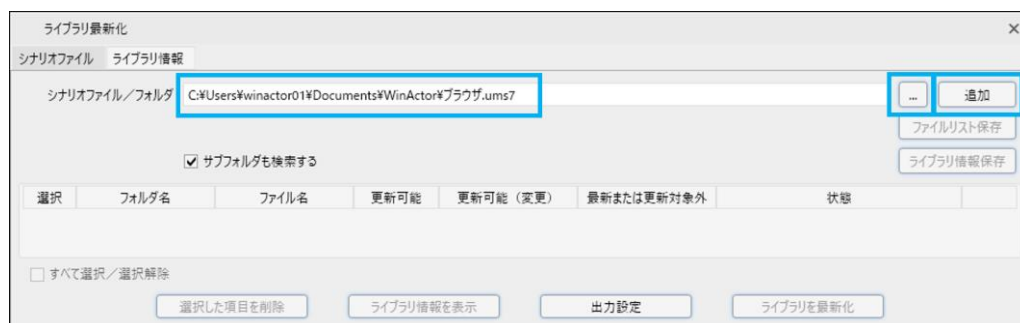 ライブラリ最新化 ×
シナリオファイル ライブラリ情報
シナリオファイル／フォルダ C:¥Users¥winactor01¥Documents¥WinActor¥ブラウザ.ums7 ... 追加
ファイルリスト保存
サブフォルダも検索する ライブラリ情報保存
選択 フォルダ名 ファイル名 更新可能 更新可能（変更） 最新または更新対象外 状態
すべて選択／選択解除
選択した項目を削除 ライブラリ情報を表示 出力設定 ライブラリを最新化